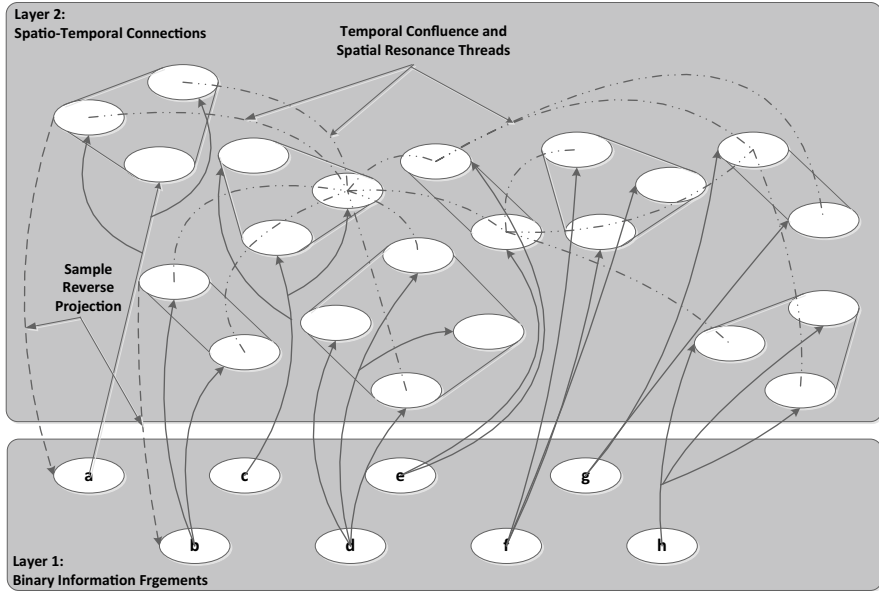 Layer 2:
Spatio-Temporal Connections
Temporal Confluence and
Spatial Resonance Threads
Sample
Reverse
Projection
a
c
e
g
b
d
f
h
Layer 1:
Binary Information Frgements